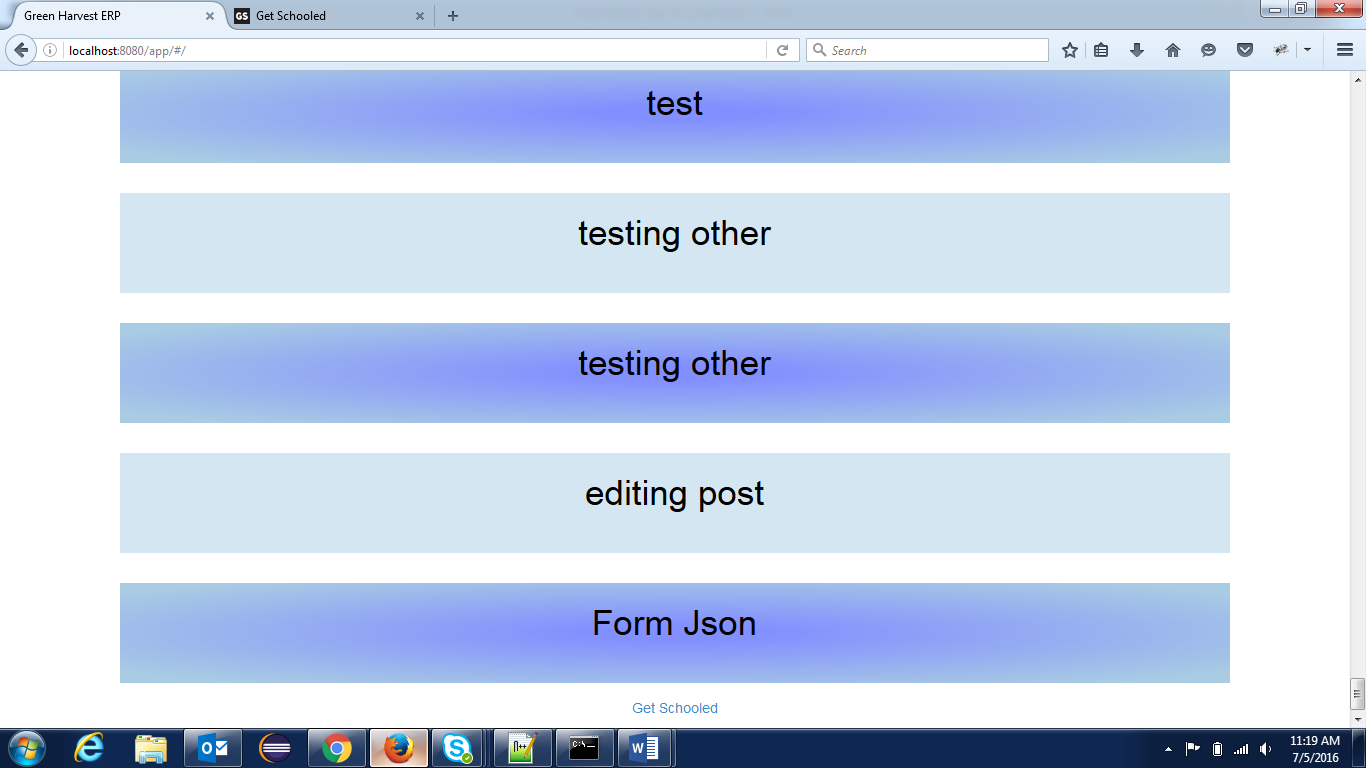 Green Harvest ERP
GS Get Schooled
localhost:8080/app/#/
Search
test
testing other
testing other
editing post
Form Json
Get Schooled
11:19 AM
7/5/2016